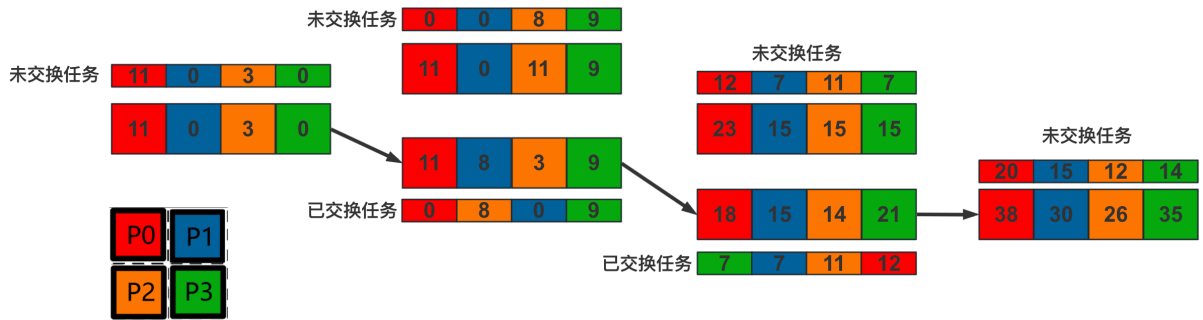 未交换任务 0 0 8 9
11 0 11 9
未交换任务 11 0 3 0
11 0 3 0
11 8 3 9
已交换任务 0 8 0 9
未交换任务
12 7 11 7
23 15 15 15
18 15 14 21
已交换任务 7 7 11 12
未交换任务
20 15 12 14
38 30 26 35
P0 P1
P2 P3